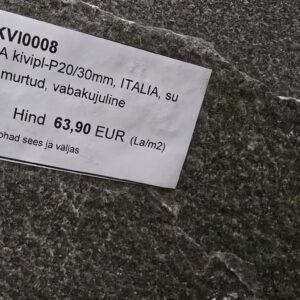 KVI0008
A kivipl-P20/30mm, ITALIA, su
murtud, vabakujuline
Hind 63,90 EUR (La/m2)
ohad sees ja väljas